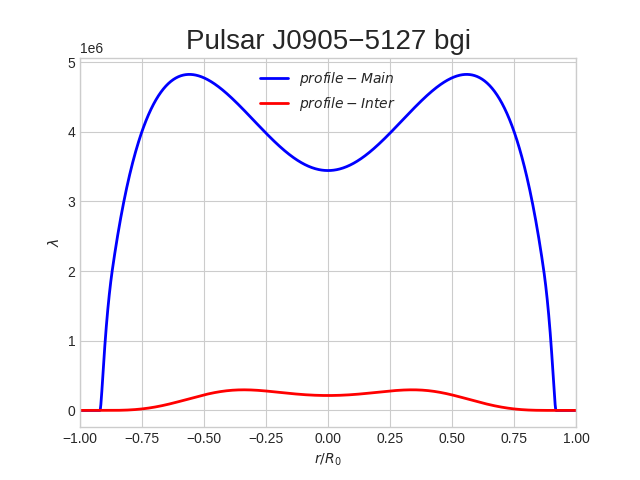 Pulsar J0905−5127 bgi
1e6
profile − Main
profile − Inter
5
4
3
2
1
0
λ
−1.00 −0.75 −0.50 −0.25 0.00 0.25 0.50 0.75 1.00
r/R0